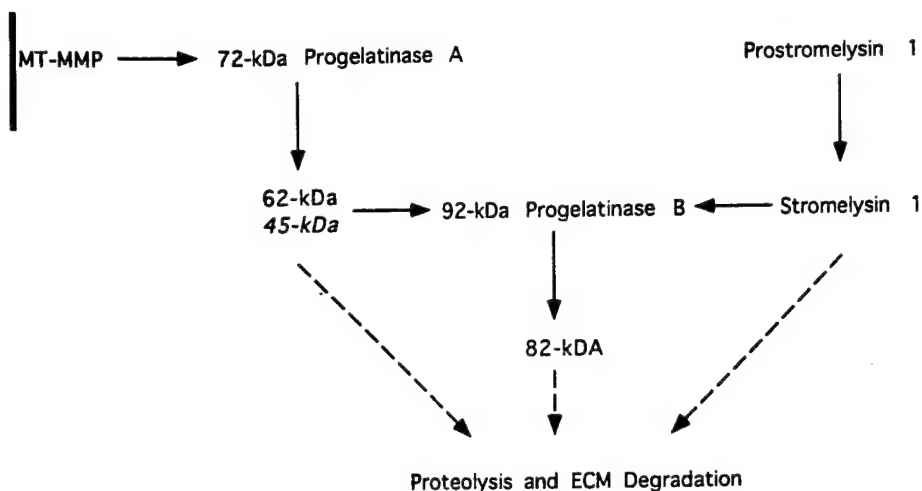 MT-MMP 72-kDa Progelatinase A Prostromelysin 1
62-kDa
45-kDa 92-kDa Progelatinase B Stromelysin 1
82-kDA
Proteolysis and ECM Degradation